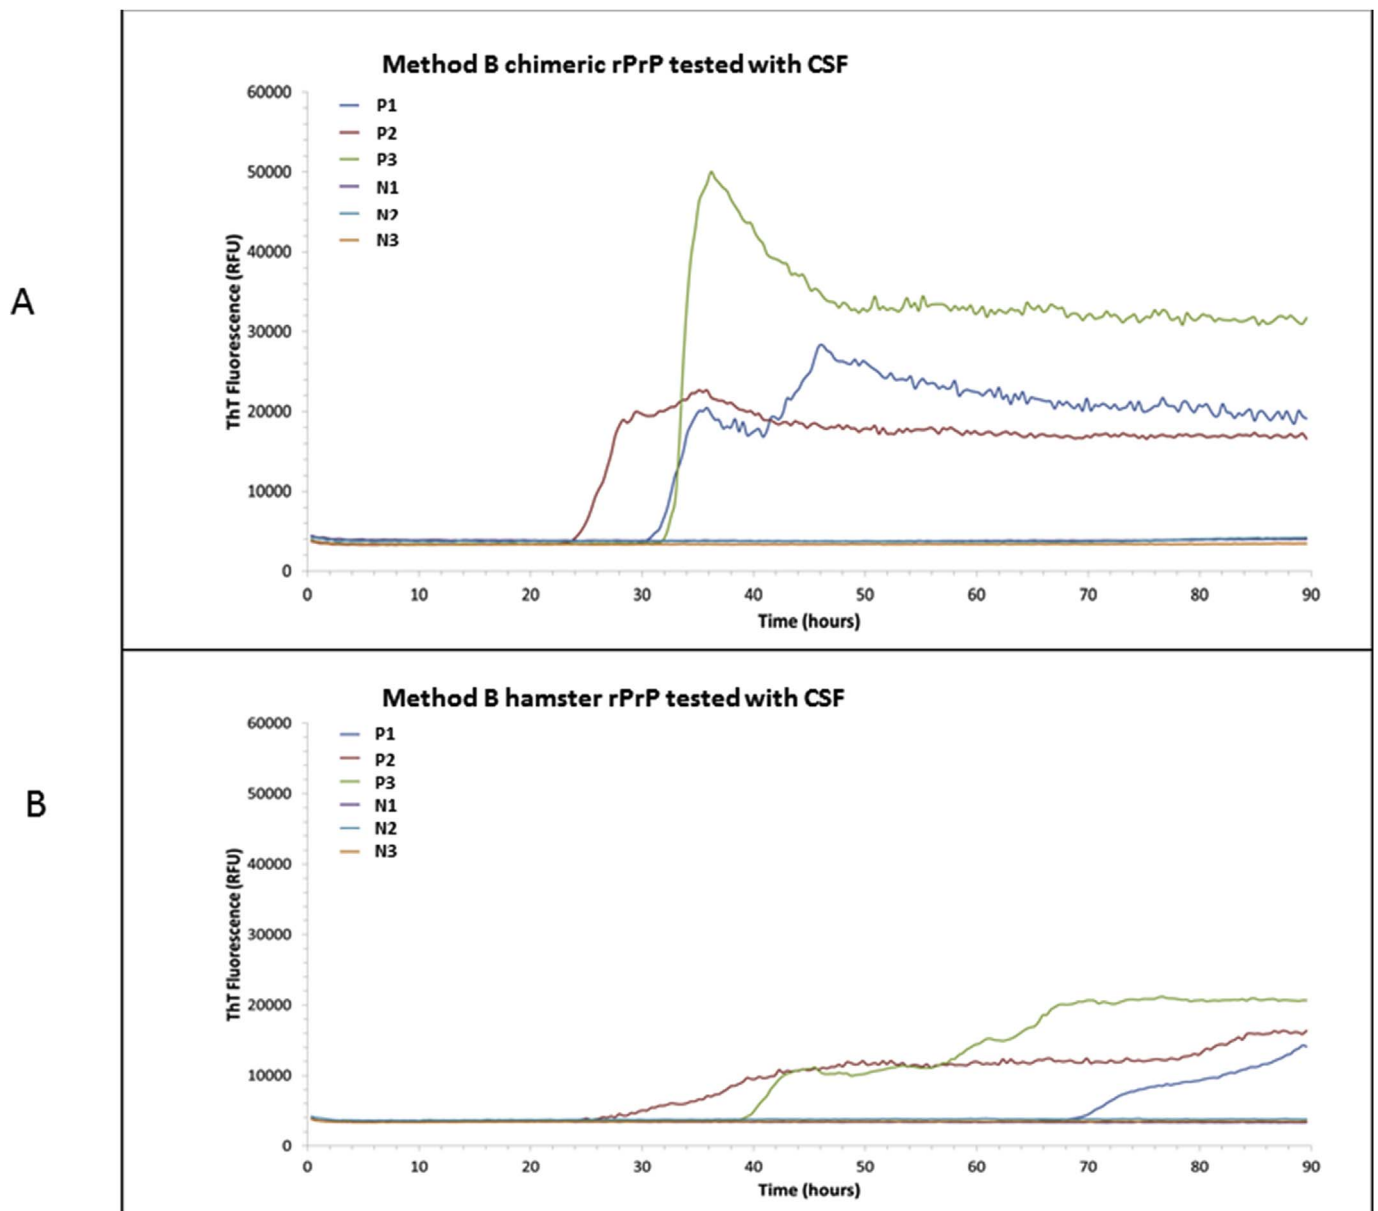 A
Method B chimeric rPrP tested with CSF
60000
50000
40000
30000
20000
10000
0
ThT Fluorescence (RFU)
P1
P2
P3
N1
N2
N3
0 10 20 30 40 50 60 70 80 90
Time (hours)
B
Method B hamster rPrP tested with CSF
60000
50000
40000
30000
20000
10000
0
ThT Fluorescence (RFU)
P1
P2
P3
N1
N2
N3
0 10 20 30 40 50 60 70 80 90
Time (hours)